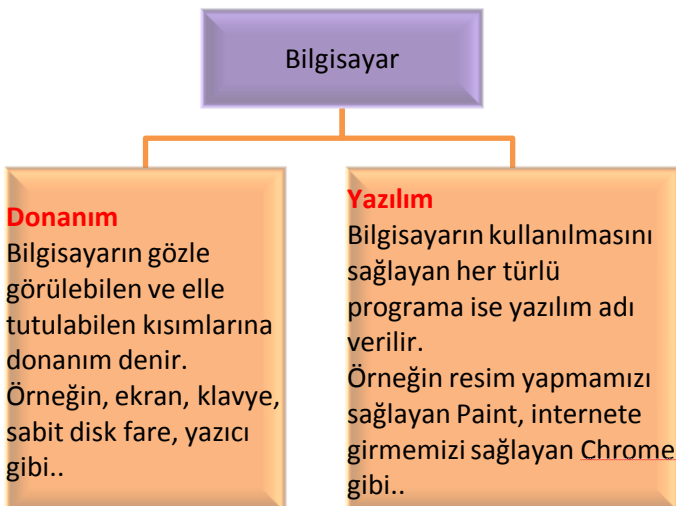 Bilgisayar
Donanım
Bilgisayarın gözle
görülebilen ve elle
tutulabilen kısımlarına
donanım denir.
Örneğin, ekran, klavye,
sabit disk fare, yazıcı
gibi..
Yazılım
Bilgisayarın kullanılmasını
sağlayan her türlü
programa ise yazılım adı
verilir.
Örneğin resim yapmamızı
sağlayan Paint, internete
girmemizi sağlayan Chrome
gibi..